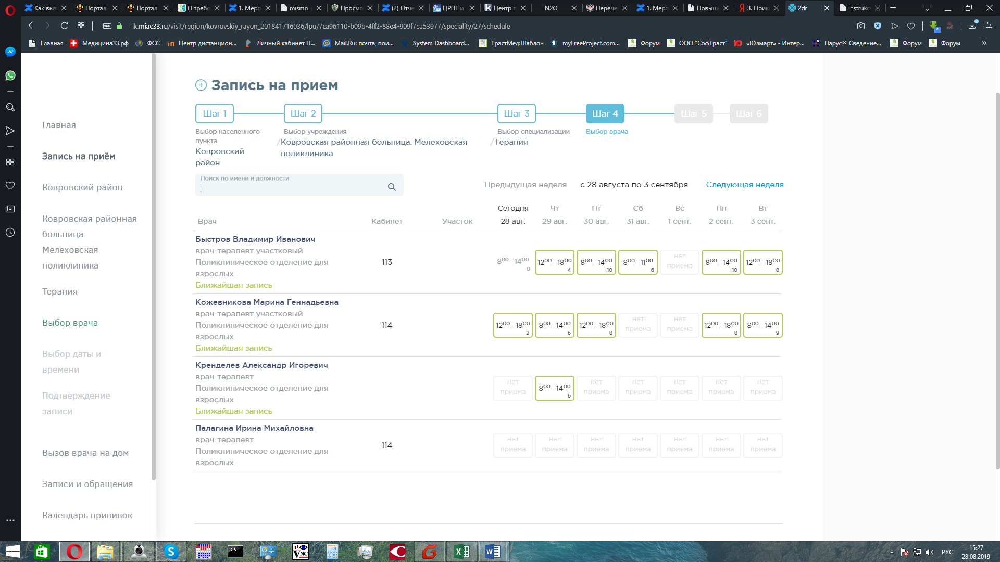 Как вызв
Портал
Портал
О требо
1. Меро
mismo_
Просмо
(2) Отче
ЦРПТ и
Центр п
N2O
Перече
1. Меро
Повыше
3. Прик
2dr
instrukc
VPN
lk.miac33.ru/visit/region/kovrovskiy_rayon_201841716036/lpu/7ca96110-b09b-4ff2-88e4-909f7ca53977/speciality/27/schedule
Главная
Медицина33.рф
ФСС
Центр дистанцион...
Личный кабинет П...
Mail.Ru: почта, пои...
System Dashboard...
ТрастМед:Шаблон
myFreeProject.com...
Форум
ООО "СофТраст"
«Юлмарт» - Интер...
Парус® Сведение...
Форум
Форум
»
Главная
Запись на приём
Ковровский район
Ковровская районная
больница.
Мелеховская
поликлиника
Терапия
Выбор врача
Выбор даты и
времени
Подтверждение
записи
Вызов врача на дом
Записи и обращения
Календарь прививок
Запись на прием
Шаг 1 Шаг 2 Шаг 3 Шаг 4 Шаг 5 Шаг 6
Выбор населенного
пункта
Ковровский
район
Выбор учреждения
/Ковровская районная больница. Мелеховская
поликлиника
Выбор специализации
/Терапия
Выбор врача
Поиск по имени и должности
Предыдущая неделя с 28 августа по 3 сентября Следующая неделя
Сегодня Чт Пт Сб Вс Пн Вт
Врач Кабинет Участок 28 авг. 29 авг. 30 авг. 31 авг. 1 сент. 2 сент. 3 сент.
Быстров Владимир Иванович
врач-терапевт участковый
Поликлиническое отделение для
взрослых
Ближайшая запись
113
8⁰⁰—14⁰⁰
0
12⁰⁰—18⁰⁰
4
8⁰⁰—14⁰⁰
10
8⁰⁰—11⁰⁰
6
нет
приема
8⁰⁰—14⁰⁰
10
12⁰⁰—18⁰⁰
8
Кожевникова Марина Геннадьевна
врач-терапевт участковый
Поликлиническое отделение для
взрослых
Ближайшая запись
114
12⁰⁰—18⁰⁰
2
8⁰⁰—14⁰⁰
6
12⁰⁰—18⁰⁰
8
нет
приема
нет
приема
12⁰⁰—18⁰⁰
8
8⁰⁰—14⁰⁰
9
Кренделев Александр Игоревич
врач-терапевт
Поликлиническое отделение для
взрослых
Ближайшая запись
нет
приема
8⁰⁰—14⁰⁰
6
нет
приема
нет
приема
нет
приема
нет
приема
нет
приема
Палагина Ирина Михайловна
врач-терапевт
Поликлиническое отделение для
взрослых
114
нет
приема
нет
приема
нет
приема
нет
приема
нет
приема
нет
приема
нет
приема
РУС
15:27
28.08.2019